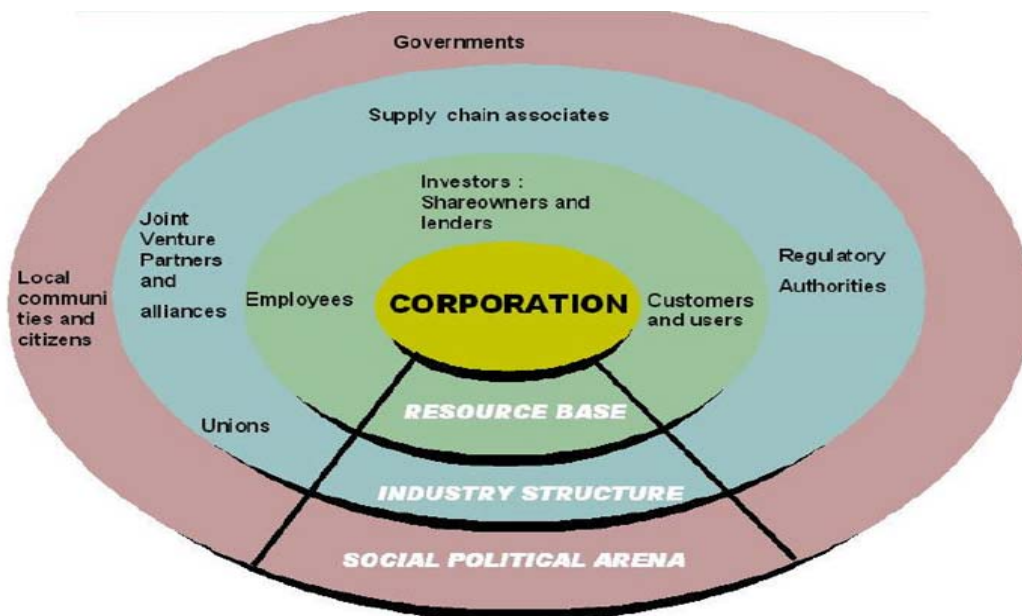 Governments
Supply chain associates
Investors :
Shareowners and
lenders
Joint
Venture
Partners
and
alliances
Regulatory
Authorities
Local
communi
ties and
citizens
Employees
CORPORATION
Customers
and users
RESOURCE BASE
Unions
INDUSTRY STRUCTURE
SOCIAL POLITICAL ARENA